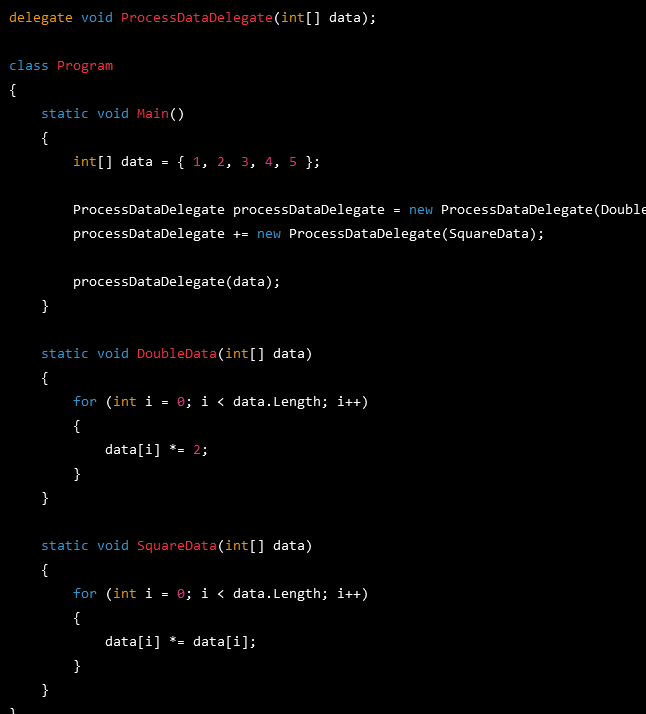 delegate void ProcessDataDelegate(int[] data);
class Program
{
static void Main()
{
int[] data = { 1, 2, 3, 4, 5 };
ProcessDataDelegate processDataDelegate = new ProcessDataDelegate(Double
processDataDelegate += new ProcessDataDelegate(SquareData);
processDataDelegate(data);
}
static void DoubleData(int[] data)
{
for (int i = 0; i < data.Length; i++)
{
data[i] *= 2;
}
}
static void SquareData(int[] data)
{
for (int i = 0; i < data.Length; i++)
{
data[i] *= data[i];
}
}
}